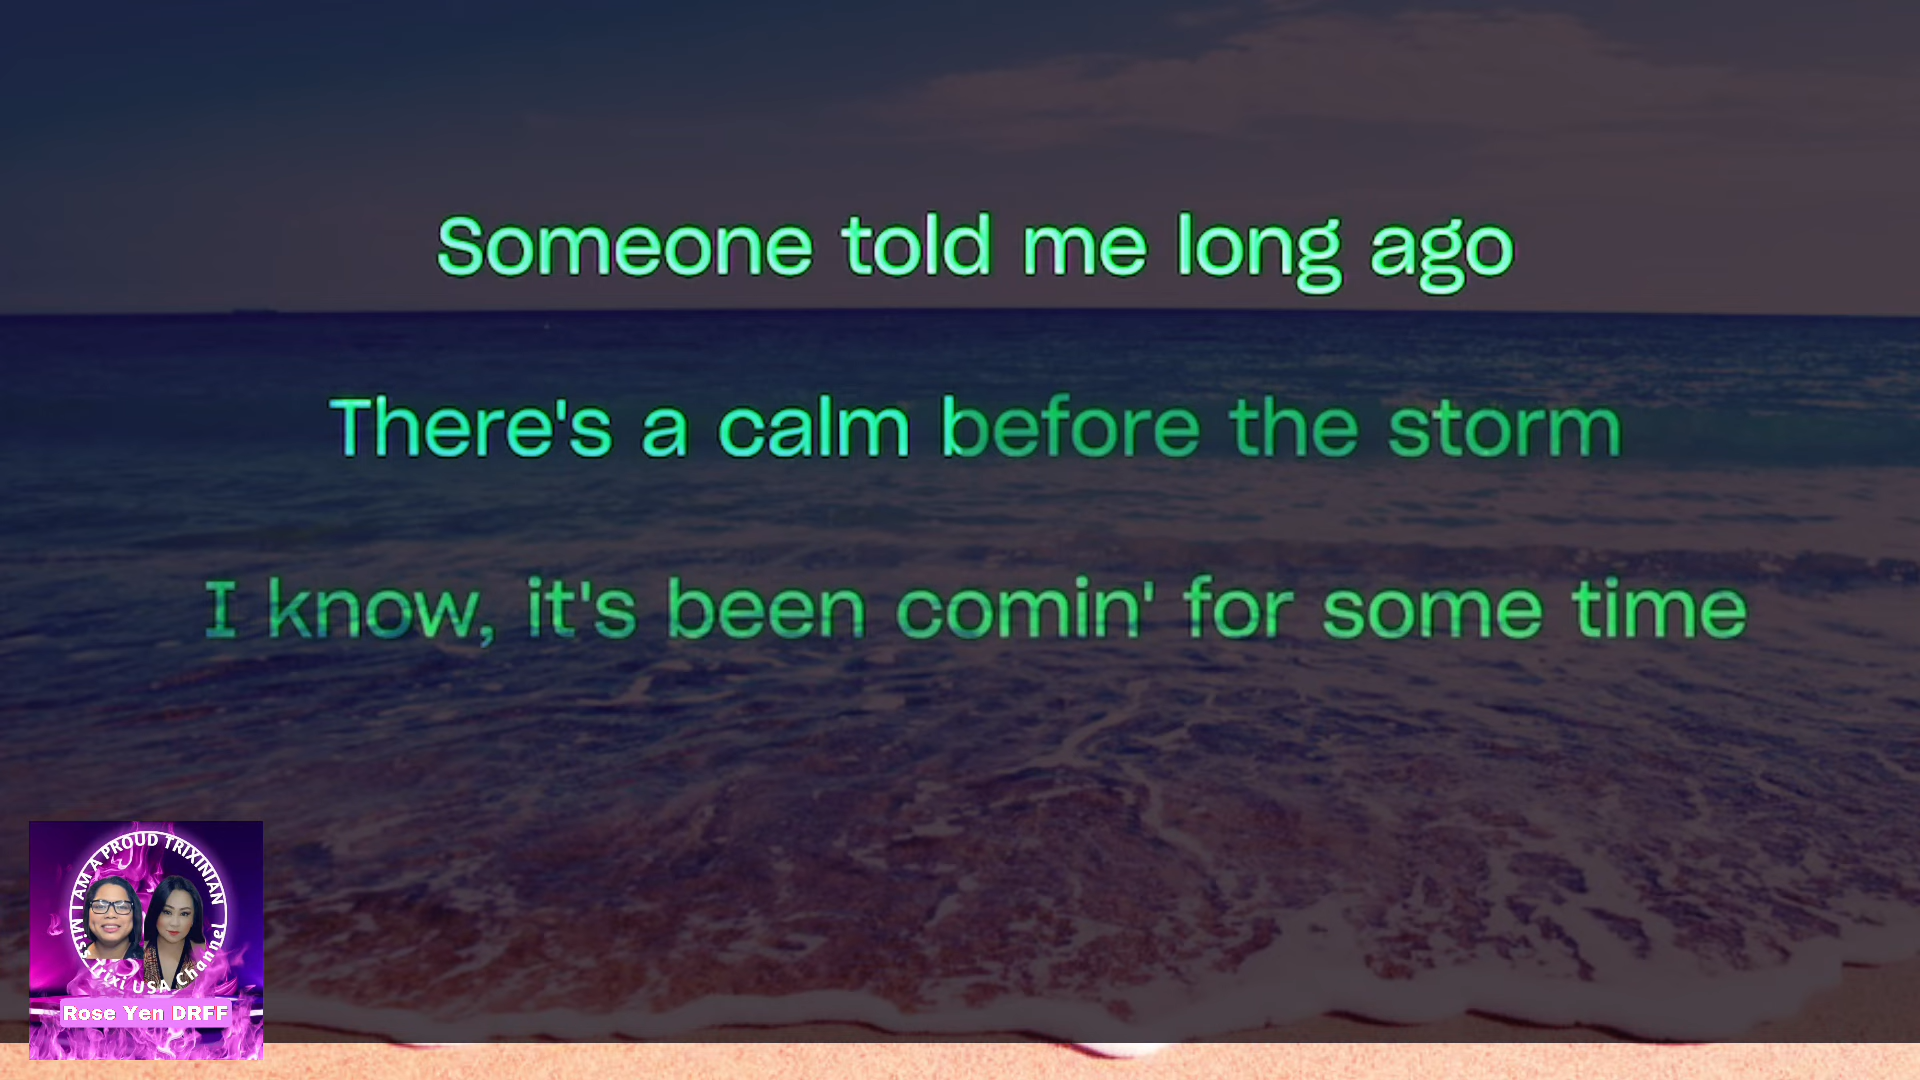 Someone told me long ago
There's a calm before the storm
I know, it's been comin' for some time
I AM A PROUD TRIXINIAN
Miss Trixi USA Channel
Rose Yen DRFF